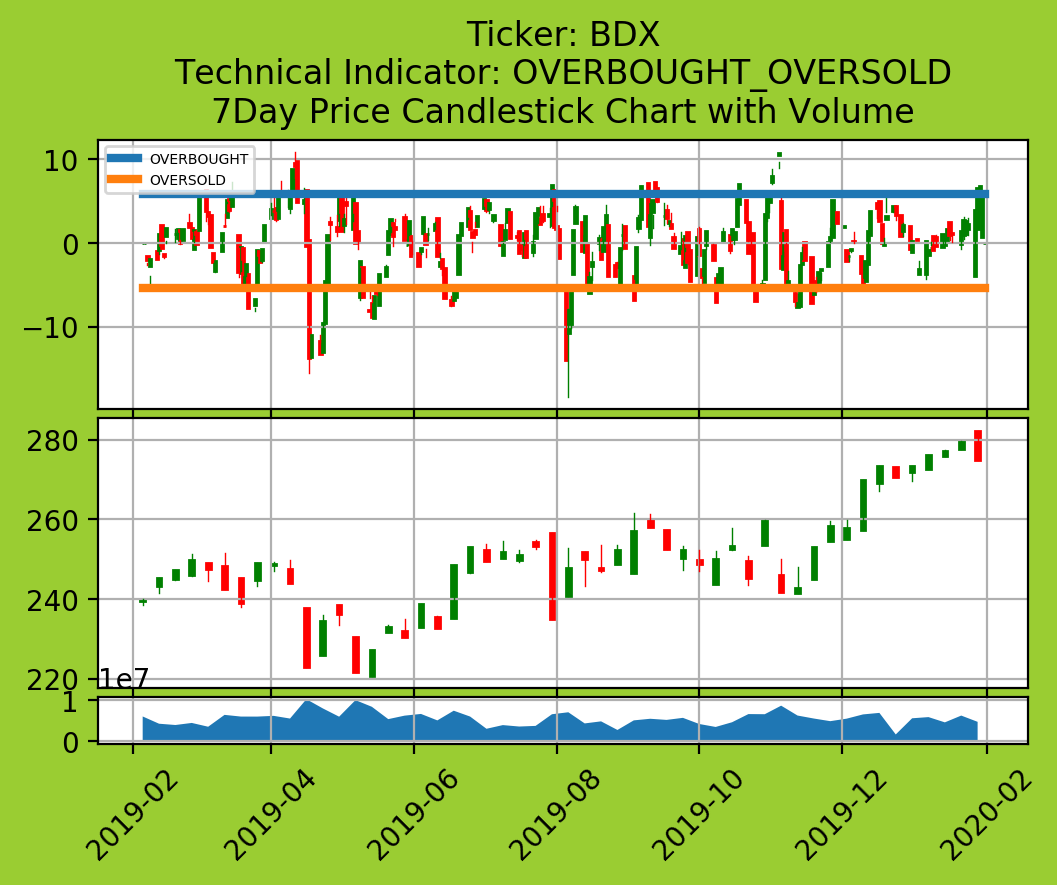 Ticker: BDX
Technical Indicator: OVERBOUGHT_OVERSOLD
7Day Price Candlestick Chart with Volume
OVERBOUGHT
OVERSOLD
10
0
−10
280
260
240
220
1e7
1
0
2019-02
2019-04
2019-06
2019-08
2019-10
2019-12
2020-02